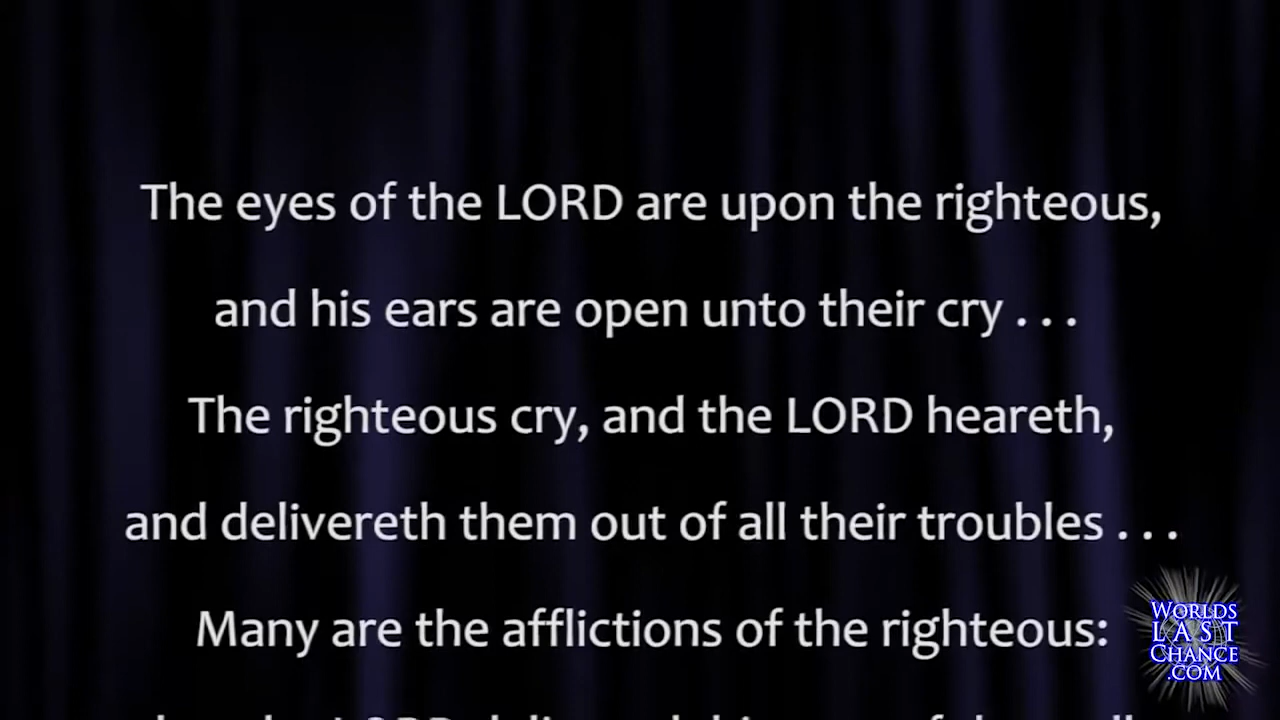 The eyes of the LORD are upon the righteous,
and his ears are open unto their cry . . .
The righteous cry, and the LORD heareth,
and delivereth them out of all their troubles . . .
Many are the afflictions of the righteous:
WORLDS
LAST
CHANCE
.COM